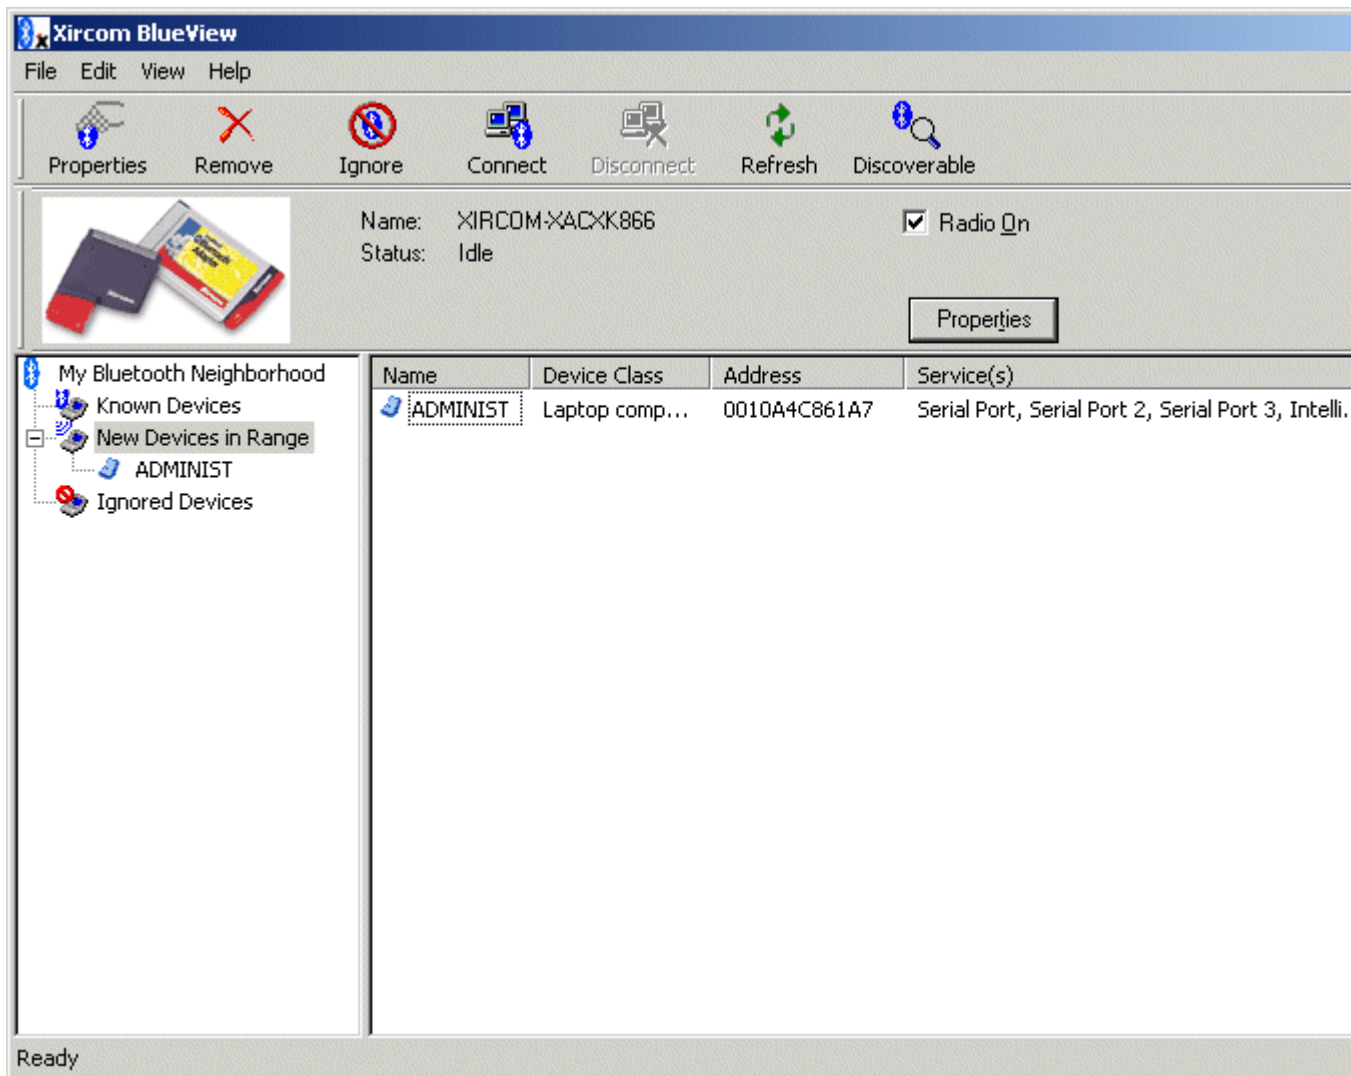 Xircom BlueView
File Edit View Help
Properties Remove Ignore Connect Disconnect Refresh Discoverable
Name: XIRCOM-XACXK866
Status: Idle
Radio On
Properties
My Bluetooth Neighborhood
Known Devices
New Devices in Range
ADMINIST
Ignored Devices
Name Device Class Address Service(s)
ADMINIST Laptop comp... 0010A4C861A7 Serial Port, Serial Port 2, Serial Port 3, Intelli.
Ready